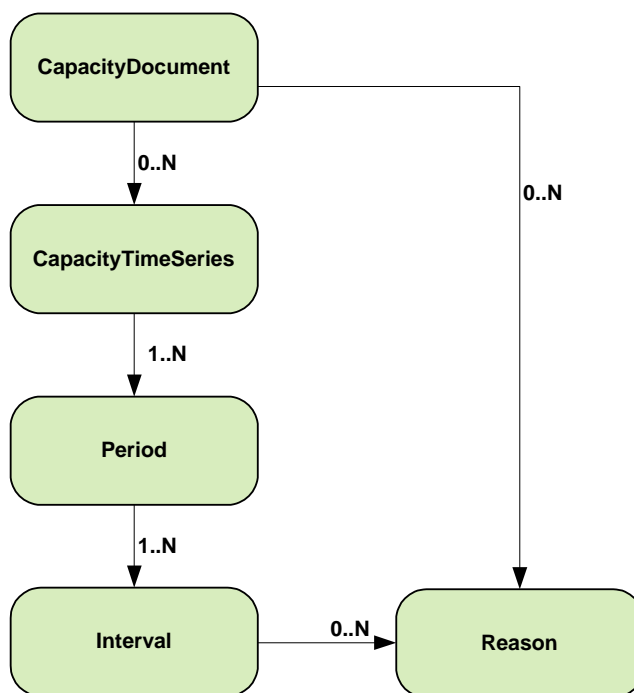 CapacityDocument
0..N
0..N
CapacityTimeSeries
1..N
Period
1..N
Interval
0..N
Reason